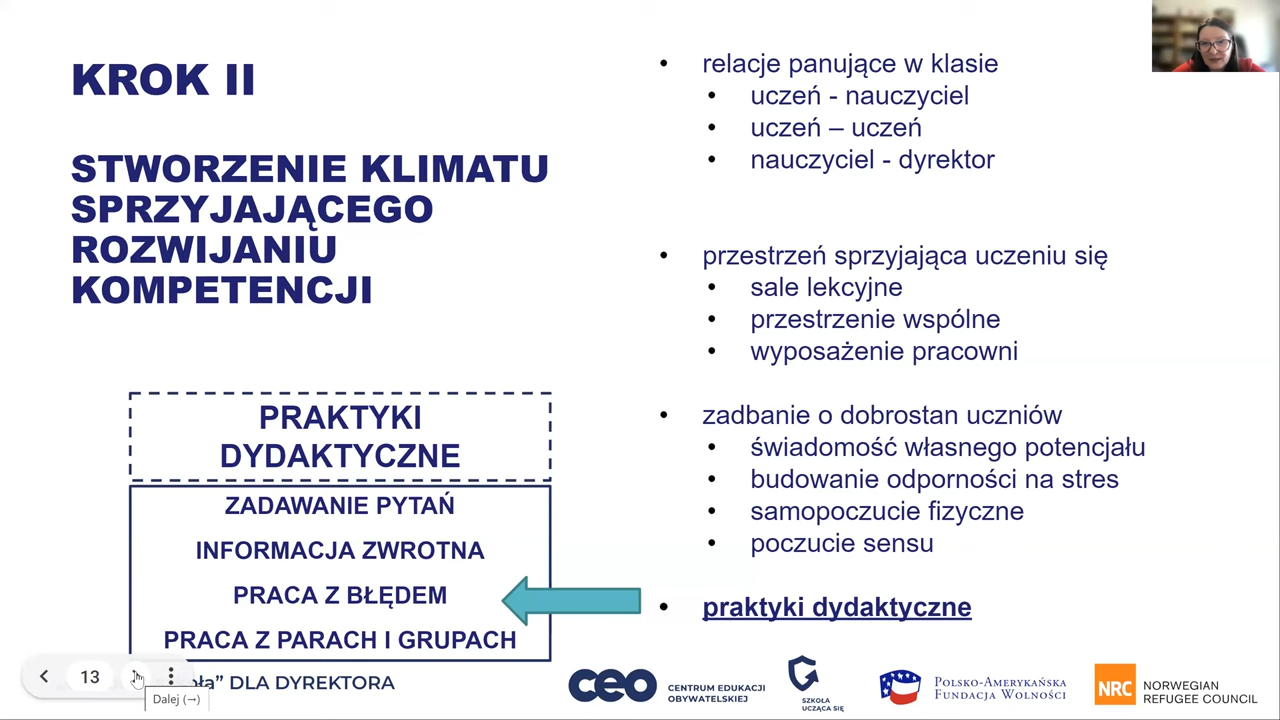 KROK II
STWORZENIE KLIMATU
SPRZYJAJĄCEGO
ROZWIJANIU
KOMPETENCJI
PRAKTYKI
DYDAKTYCZNE
ZADAWANIE PYTAŃ
INFORMACJA ZWROTNA
PRACA Z BŁĘDEM
PRACA Z PARACH I GRUPACH
relacje panujące w klasie
uczeń - nauczyciel
uczeń – uczeń
nauczyciel - dyrektor
przestrzeń sprzyjająca uczeniu się
sale lekcyjne
przestrzenie wspólne
wyposażenie pracowni
zadbanie o dobrostan uczniów
świadomość własnego potencjału
budowanie odporności na stres
samopoczucie fizyczne
poczucie sensu
praktyki dydaktyczne
13
DLA DYREKTORA
Dalej (→)
CEO
CENTRUM EDUKACJI
OBYWATELSKIEJ
SZKOŁA
UCZĄCA SIĘ
POLSKO-AMERYKAŃSKA
FUNDACJA WOLNOŚCI
NRC
NORWEGIAN
REFUGEE COUNCIL